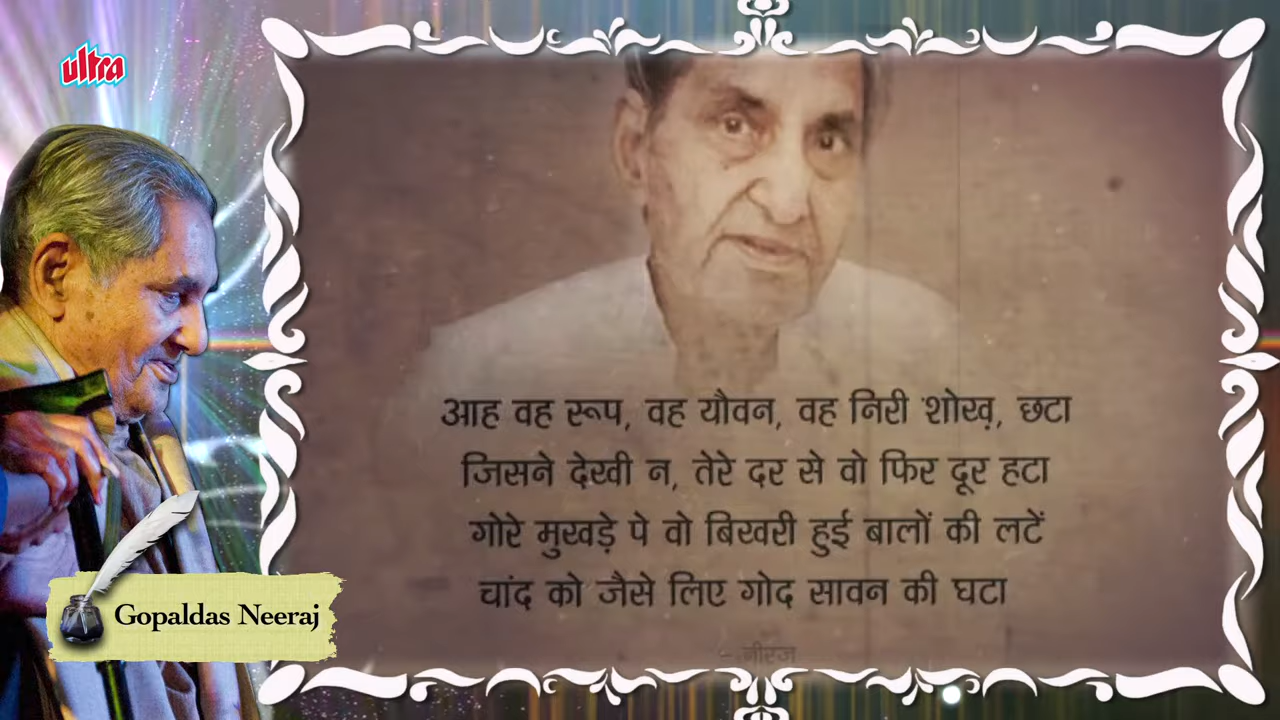 ultra
आह वह रूप, वह यौवन, वह निरी शोख़, छटा
जिसने देखी न, तेरे दर से वो फिर दूर हटा
गोरे मुखड़े पे वो बिखरी हुई बालों की लटें
चांद को जैसे लिए गोद सावन की घटा
- नीरज
Gopaldas Neeraj